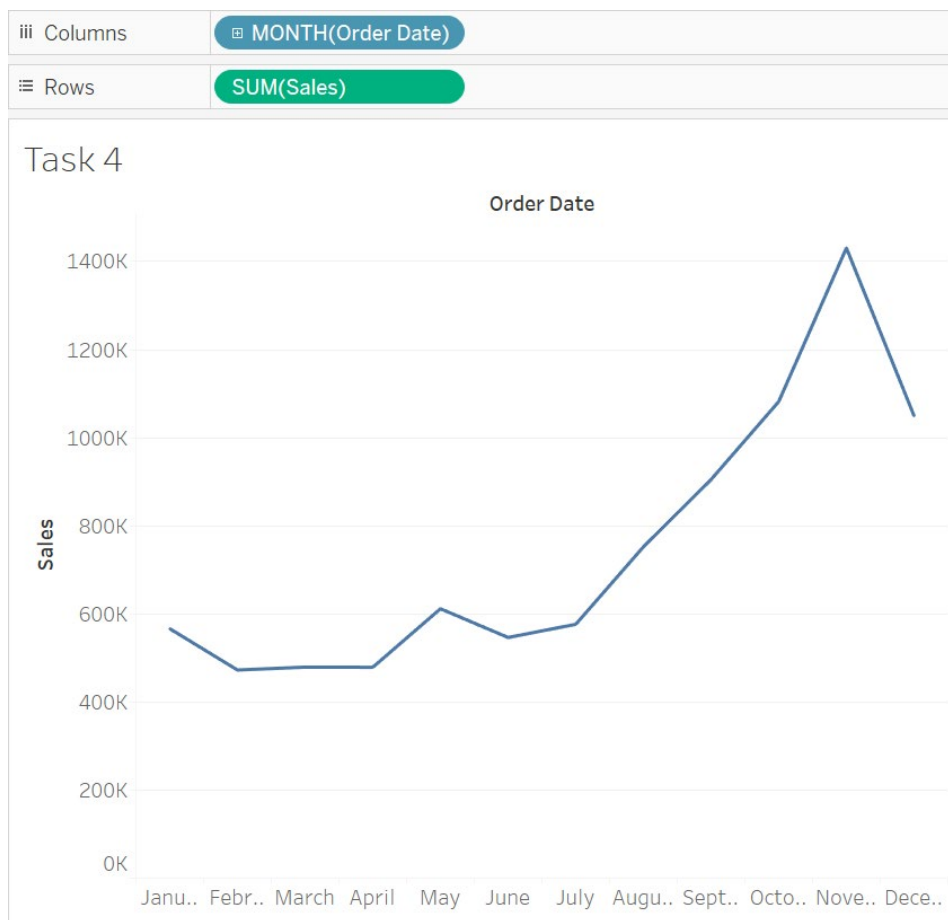 Columns MONTH(Order Date)
Rows SUM(Sales)
Task 4
Order Date
1400K
1200K
1000K
800K
600K
400K
200K
0K
Sales
Janu.. Febr.. March April May June July Augu.. Sept.. Octo.. Nove.. Dece..